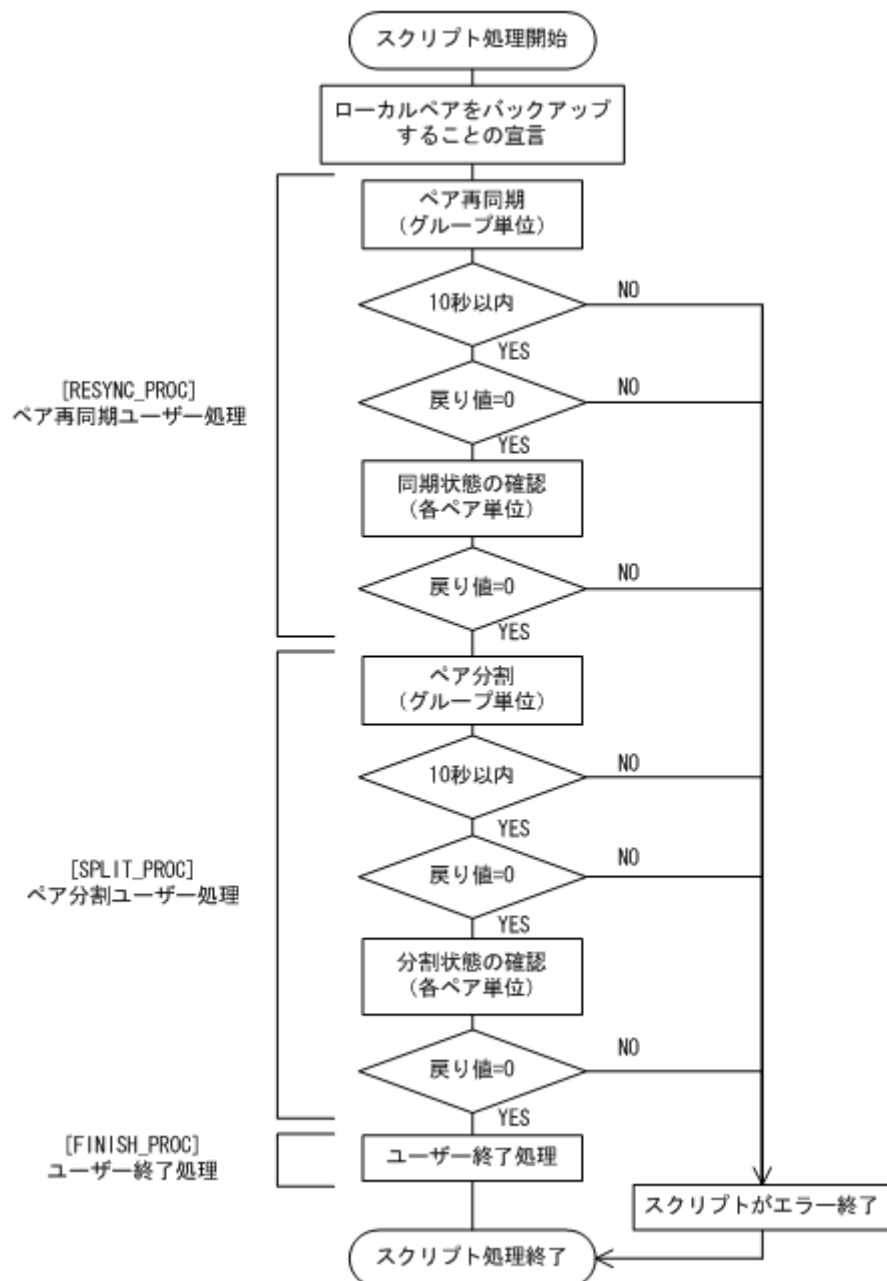 スクリプト処理開始
ローカルペアをバックアップ
することの宣言
ペア再同期
(グループ単位)
10秒以内
NO
YES
[RESYNC_PROC]
ペア再同期ユーザー処理
戻り値=0
NO
YES
同期状態の確認
(各ペア単位)
戻り値=0
NO
YES
ペア分割
(グループ単位)
10秒以内
NO
YES
[SPLIT_PROC]
ペア分割ユーザー処理
戻り値=0
NO
YES
分割状態の確認
(各ペア単位)
戻り値=0
NO
YES
[FINISH_PROC]
ユーザー終了処理
ユーザー終了処理
スクリプトがエラー終了
スクリプト処理終了